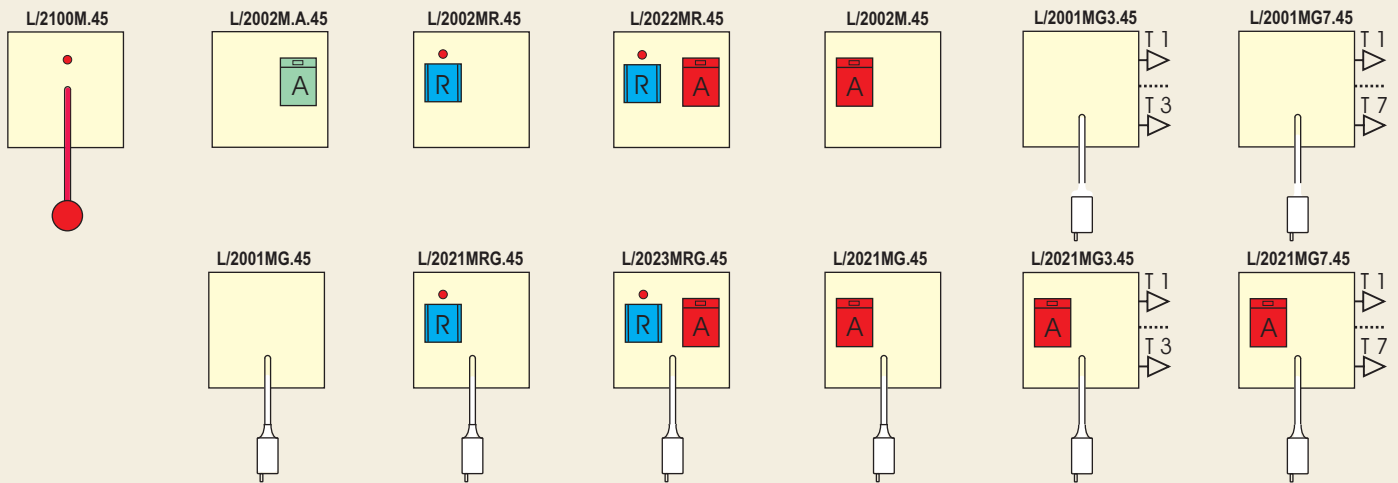 L/2100M.45 L/2002M.A.45 L/2002MR.45 L/2022MR.45 L/2002M.45 L/2001MG3.45 L/2001MG7.45
T 1 T 1
A R R A A
T 3 T 7
L/2001MG.45 L/2021MRG.45 L/2023MRG.45 L/2021MG.45 L/2021MG3.45 L/2021MG7.45
T 1 T 1
R R A A A A
T 3 T 7